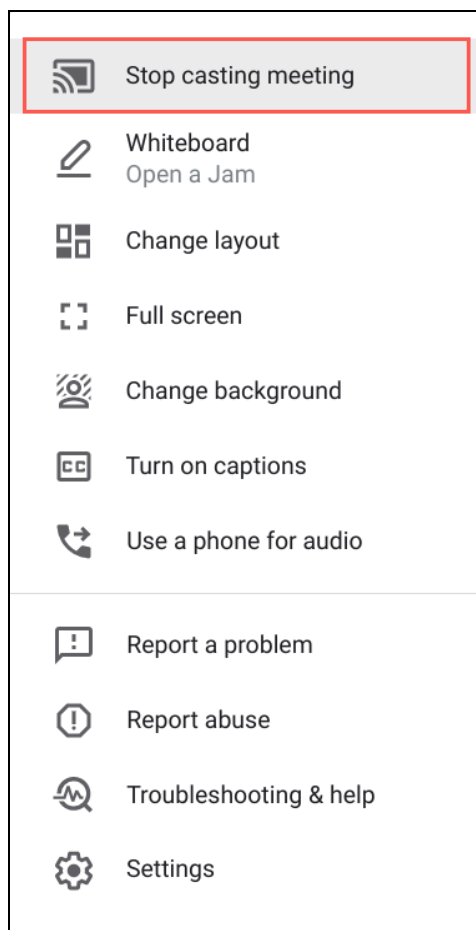 Stop casting meeting
Whiteboard
Open a Jam
Change layout
Full screen
Change background
CC
Turn on captions
Use a phone for audio
Report a problem
Report abuse
Troubleshooting & help
Settings